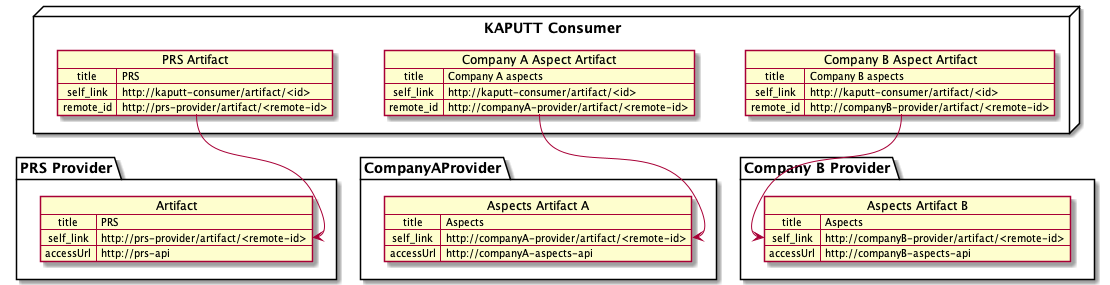 KAPUTT Consumer
PRS Artifact
title PRS
self_link http://kaputt-consumer/artifact/<id>
remote_id http://prs-provider/artifact/<remote-id>
Company A Aspect Artifact
title Company A aspects
self_link http://kaputt-consumer/artifact/<id>
remote_id http://companyA-provider/artifact/<remote-id>
Company B Aspect Artifact
title Company B aspects
self_link http://kaputt-consumer/artifact/<id>
remote_id http://companyB-provider/artifact/<remote-id>
PRS Provider
Artifact
title PRS
self_link http://prs-provider/artifact/<remote-id>
accessUrl http://prs-api
CompanyAProvider
Aspects Artifact A
title Aspects
self_link http://companyA-provider/artifact/<remote-id>
accessUrl http://companyA-aspects-api
Company B Provider
Aspects Artifact B
title Aspects
self_link http://companyB-provider/artifact/<remote-id>
accessUrl http://companyB-aspects-api